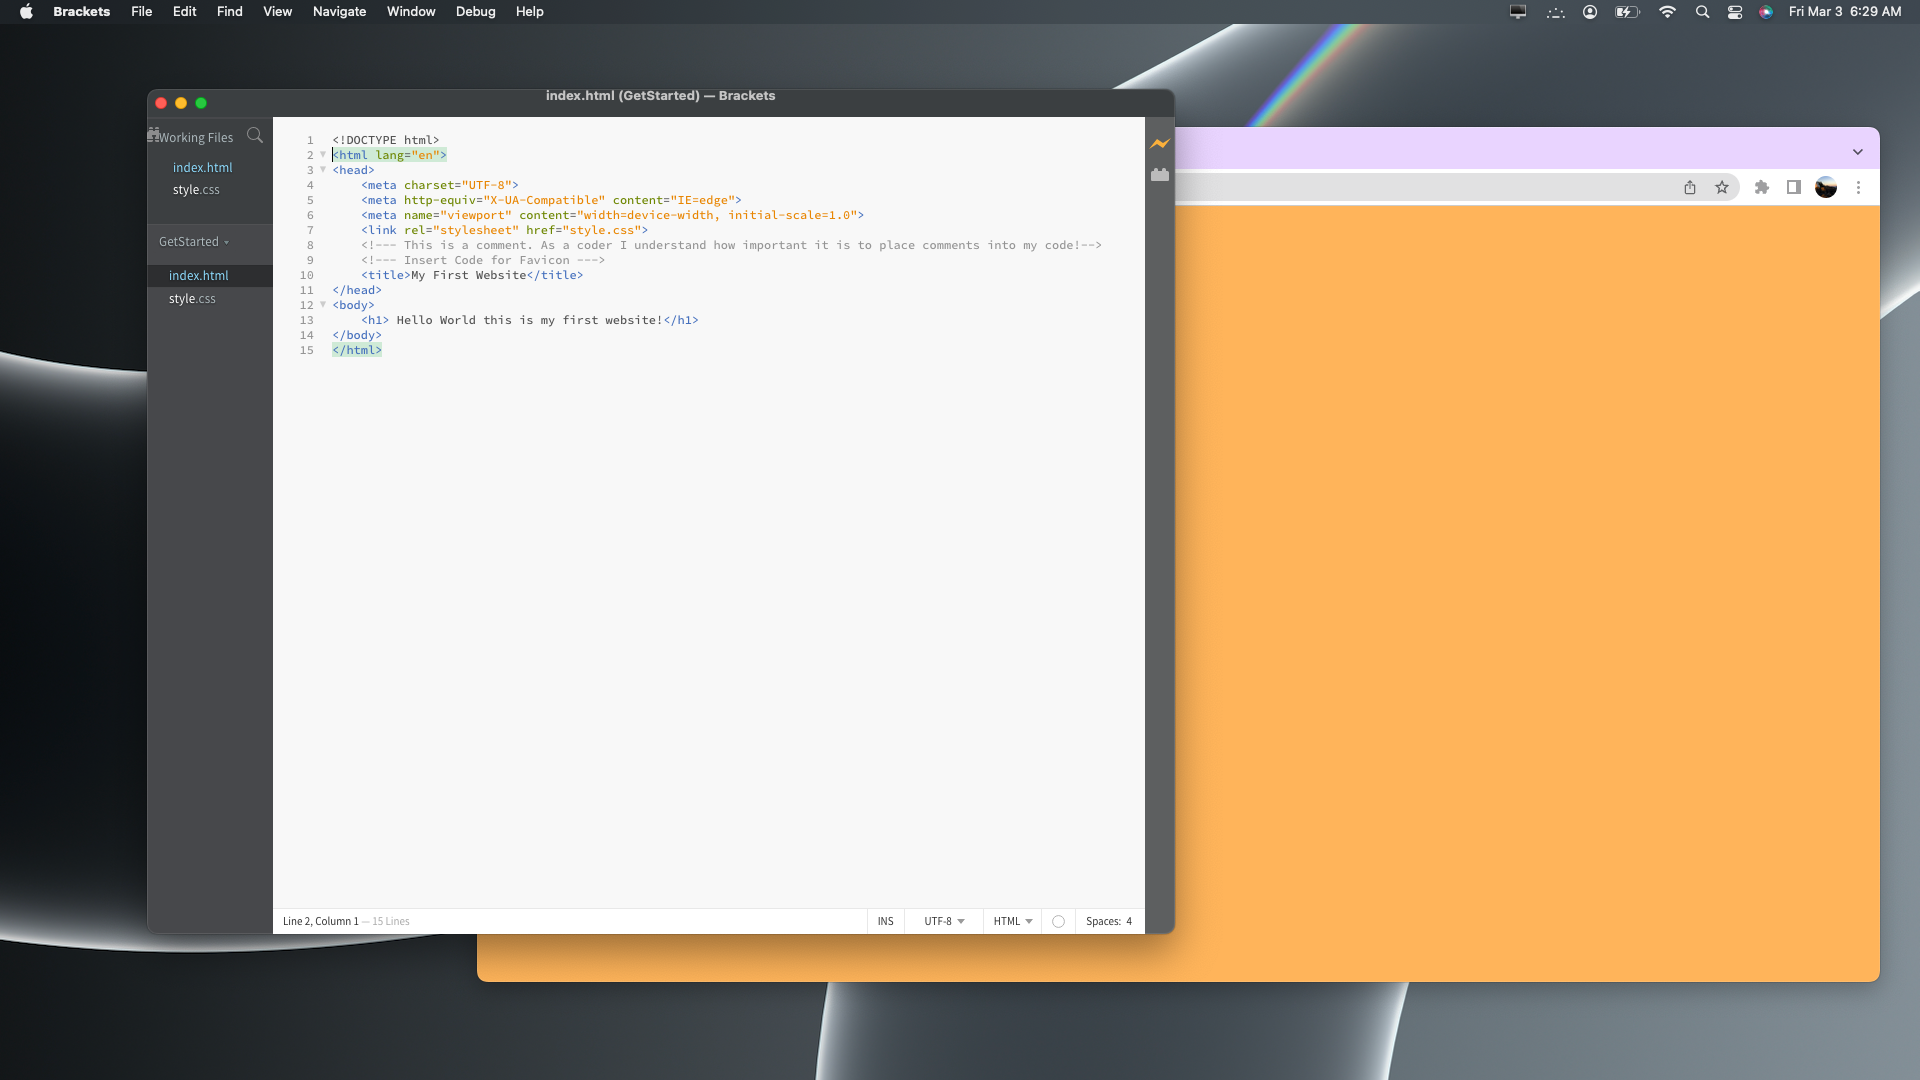 Brackets File Edit Find View Navigate Window Debug Help Fri Mar 3 6:29 AM
index.html (GetStarted) — Brackets
Working Files
index.html
style.css
GetStarted
index.html
style.css
1 <!DOCTYPE html>
2 <html lang="en">
3 <head>
4     <meta charset="UTF-8">
5     <meta http-equiv="X-UA-Compatible" content="IE=edge">
6     <meta name="viewport" content="width=device-width, initial-scale=1.0">
7     <link rel="stylesheet" href="style.css">
8     <!--- This is a comment. As a coder I understand how important it is to place comments into my code!-->
9     <!--- Insert Code for Favicon --->
10     <title>My First Website</title>
11 </head>
12 <body>
13     <h1> Hello World this is my first website!</h1>
14 </body>
15 </html>
Line 2, Column 1 — 15 Lines INS UTF-8 HTML Spaces: 4